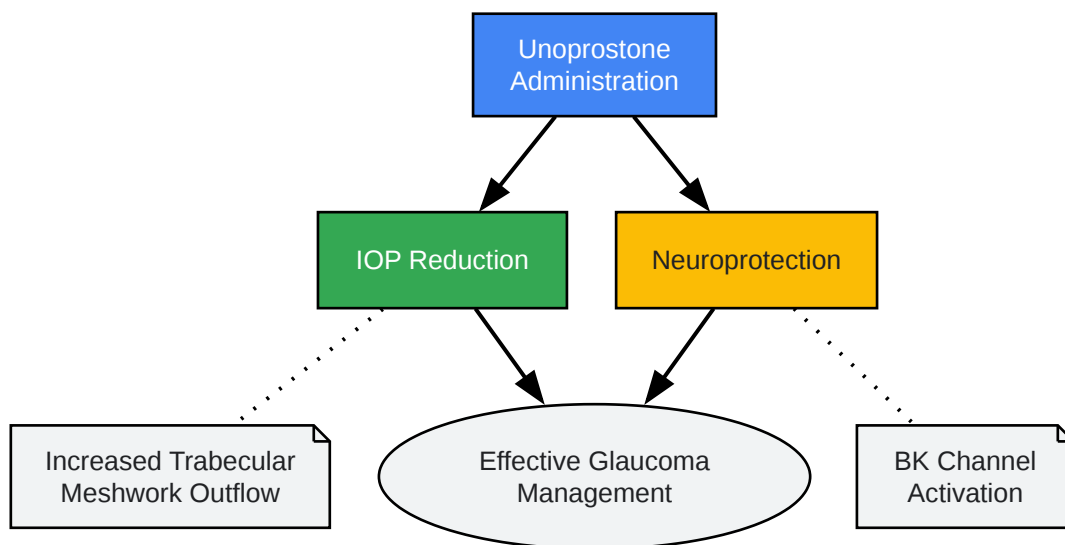 Unoprostone
Administration
IOP Reduction
Neuroprotection
Increased Trabecular
Meshwork Outflow
Effective Glaucoma
Management
BK Channel
Activation